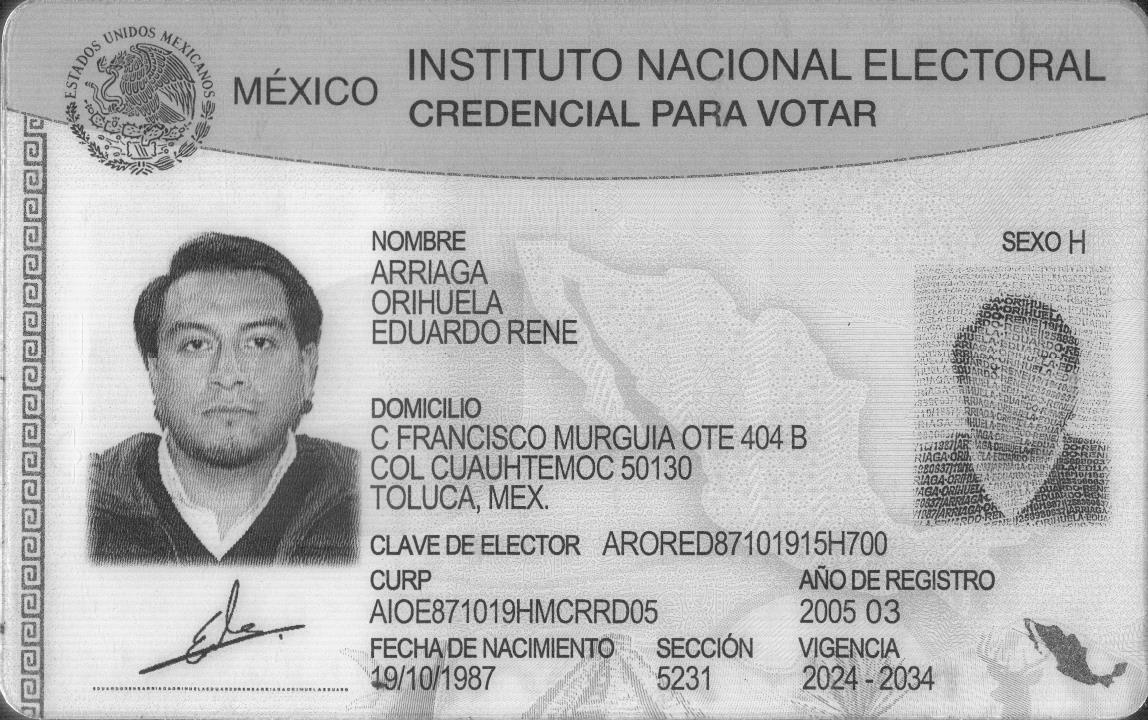 ESTADOS UNIDOS MEXICANOS
MÉXICO
INSTITUTO NACIONAL ELECTORAL
CREDENCIAL PARA VOTAR
NOMBRE
ARRIAGA
ORIHUELA
EDUARDO RENE
SEXO H
DOMICILIO
C FRANCISCO MURGUIA OTE 404 B
COL CUAUHTEMOC 50130
TOLUCA, MEX.
CLAVE DE ELECTOR ARORED87101915H700
CURP
AIOE871019HMCRRD05
AÑO DE REGISTRO
2005 03
FECHA DE NACIMIENTO
19/10/1987
SECCIÓN
5231
VIGENCIA
2024 - 2034